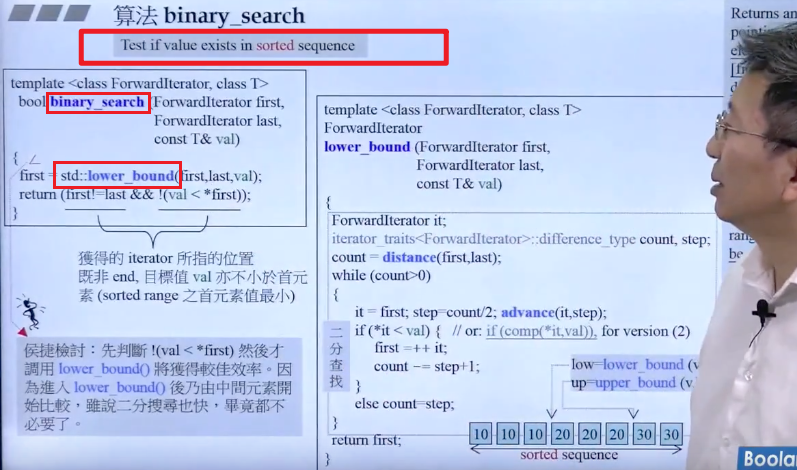 算法 binary_search
Test if value exists in sorted sequence
template <class ForwardIterator, class T>
bool binary_search (ForwardIterator first,
ForwardIterator last,
const T& val)
{
first = std::lower_bound(first,last,val);
return (first!=last && !(val < *first));
}
獲得的 iterator 所指的位置
既非 end, 目標值 val 亦不小於首元
素 (sorted range 之首元素值最小)
侯捷檢討：先判斷 !(val < *first) 然後才
調用 lower_bound() 將獲得較佳效率。因
為進入 lower_bound() 後乃由中間元素開
始比較，雖說二分搜尋也快，畢竟都不
必要了。
template <class ForwardIterator, class T>
ForwardIterator
lower_bound (ForwardIterator first,
ForwardIterator last,
const T& val)
{
ForwardIterator it;
iterator_traits<ForwardIterator>::difference_type count, step;
count = distance(first,last);
while (count>0)
{
it = first; step=count/2; advance(it,step);
if (*it < val) { // or: if (comp(*it,val)), for version (2)
first =++ it;
count -= step+1;
}
else count=step;
}
return first;
}
二分查找
low=lower_bound (v
up=upper_bound (v
10 10 10 20 20 20 30 30
sorted sequence
Returns an
Boolan